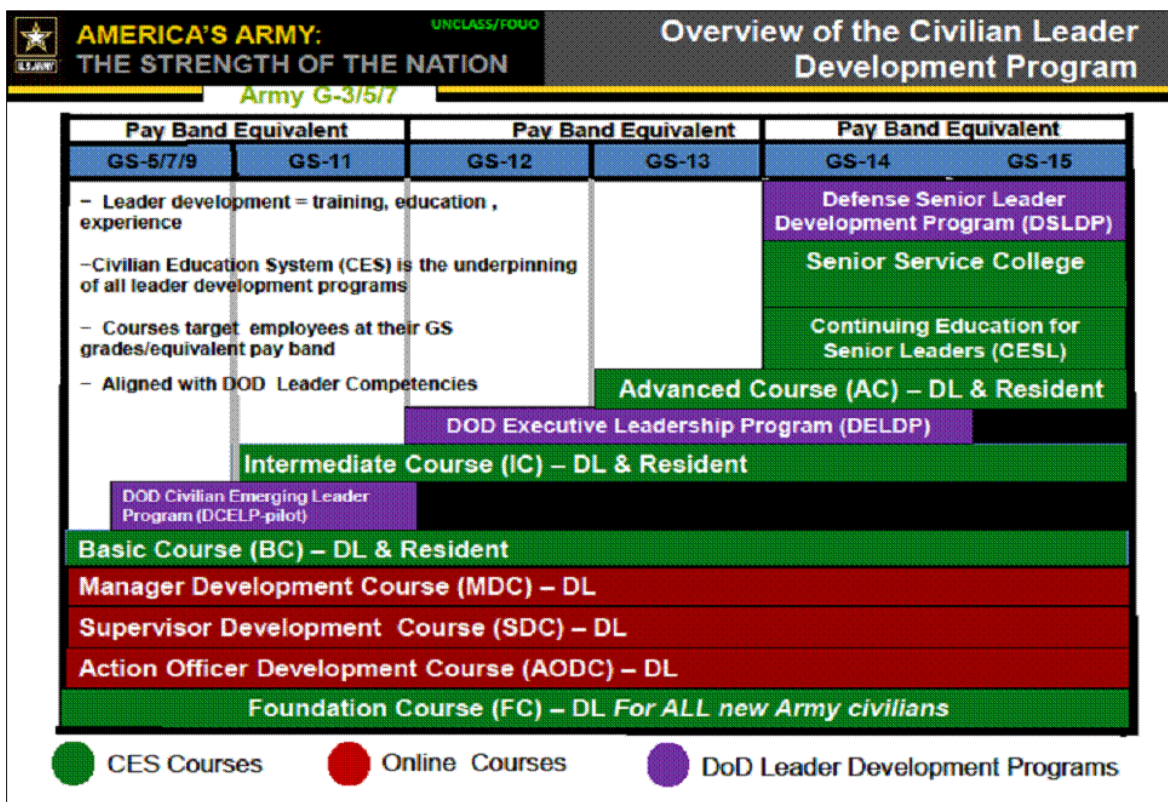 AMERICA'S ARMY:
THE STRENGTH OF THE NATION
UNCLASS/FOUO
Overview of the Civilian Leader
Development Program
U.S.ARMY
Army G-3/5/7
Pay Band Equivalent Pay Band Equivalent Pay Band Equivalent
GS-5/7/9 GS-11 GS-12 GS-13 GS-14 GS-15
– Leader development = training, education ,
experience
–Civilian Education System (CES) is the underpinning
of all leader development programs
– Courses target employees at their GS
grades/equivalent pay band
– Aligned with DOD Leader Competencies
Defense Senior Leader
Development Program (DSLDP)
Senior Service College
Continuing Education for
Senior Leaders (CESL)
Advanced Course (AC) – DL & Resident
DOD Executive Leadership Program (DELDP)
Intermediate Course (IC) – DL & Resident
DOD Civilian Emerging Leader
Program (DCELP-pilot)
Basic Course (BC) – DL & Resident
Manager Development Course (MDC) – DL
Supervisor Development Course (SDC) – DL
Action Officer Development Course (AODC) – DL
Foundation Course (FC) – DL For ALL new Army civilians
CES Courses
Online Courses
DoD Leader Development Programs